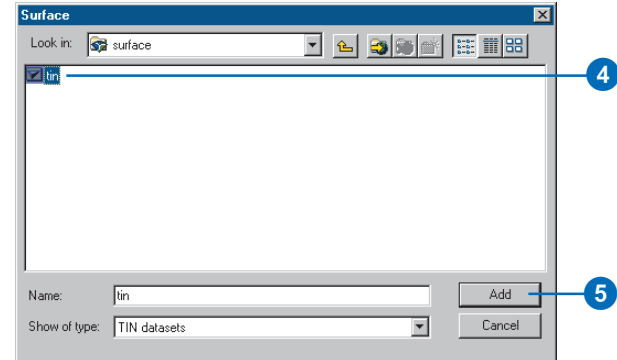 Surface
Look in: surface
tin
4
Name: tin
Add
5
Show of type: TIN datasets
Cancel